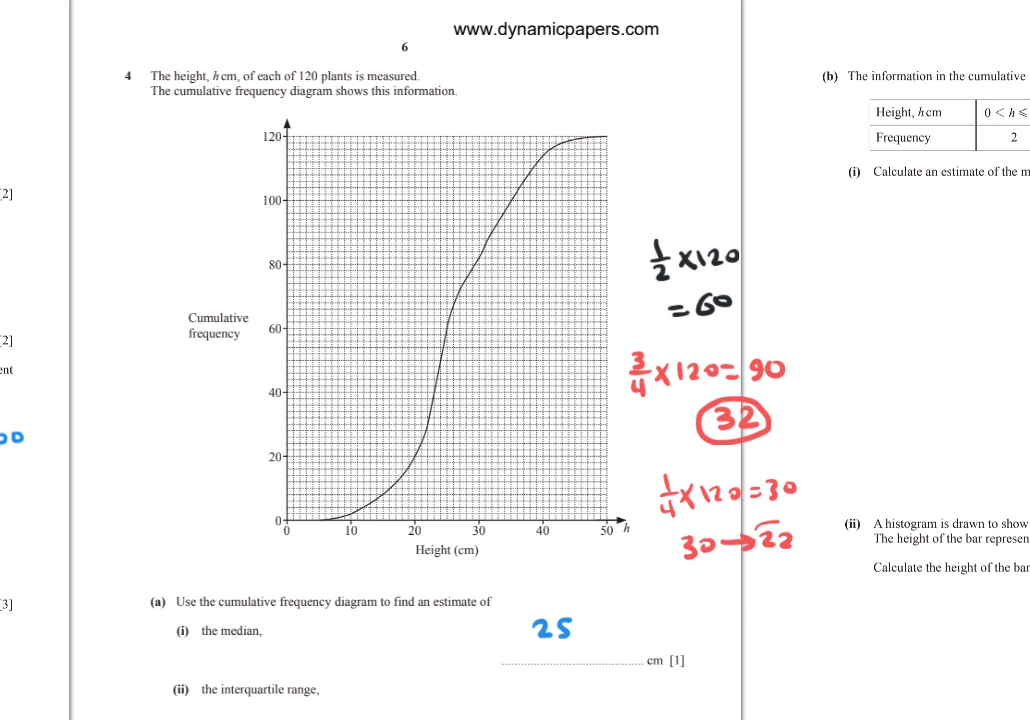 www.dynamicpapers.com
6
4 The height, h cm, of each of 120 plants is measured.
The cumulative frequency diagram shows this information.
120
100
80
60
40
20
0
Cumulative
frequency
0 10 20 30 40 50 h
Height (cm)
1/2 × 120
= 60
3/4 × 120 = 90
32
1/4 × 120 = 30
30 → 22
(a) Use the cumulative frequency diagram to find an estimate of
(i) the median,
25
cm [1]
(ii) the interquartile range,
[2]
[2]
[3]
(b) The information in the cumulative
Height, h cm 0 < h ⩽
Frequency 2
(i) Calculate an estimate of the m
(ii) A histogram is drawn to show
The height of the bar represen
Calculate the height of the bar